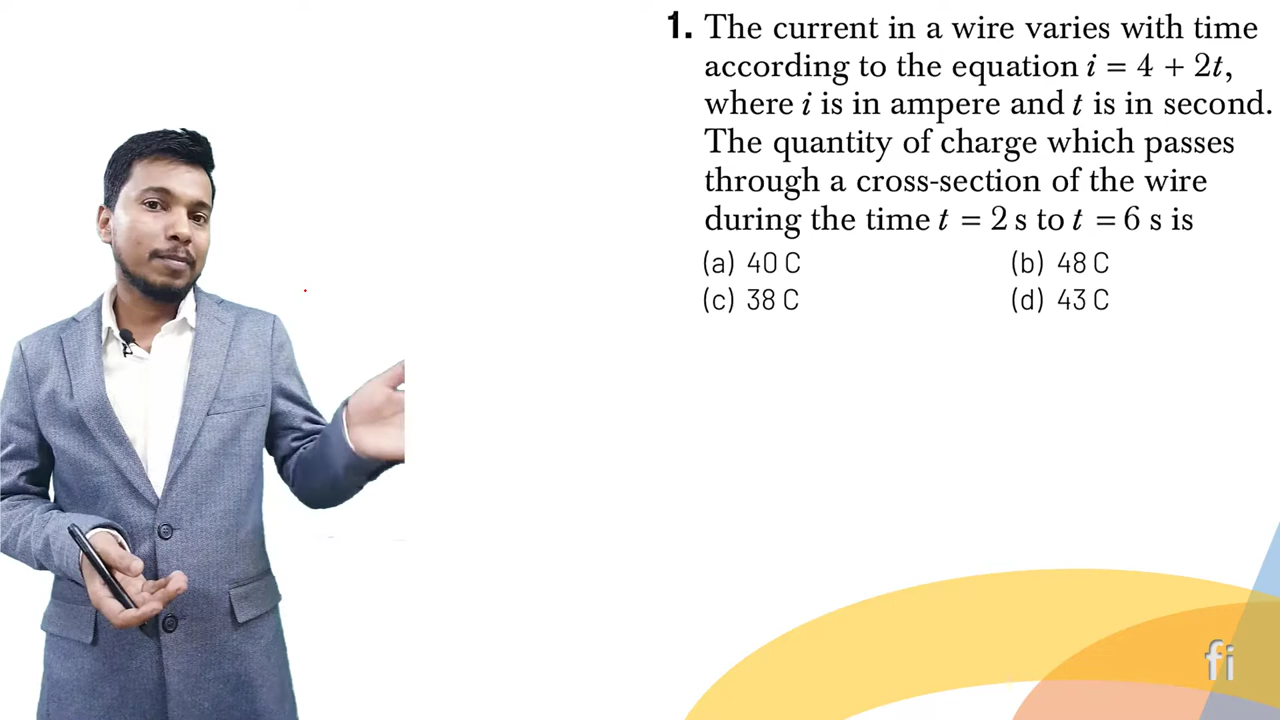 1. The current in a wire varies with time
according to the equation i = 4 + 2t,
where i is in ampere and t is in second.
The quantity of charge which passes
through a cross-section of the wire
during the time t = 2 s to t = 6 s is
(a) 40 C (b) 48 C
(c) 38 C (d) 43 C
fi